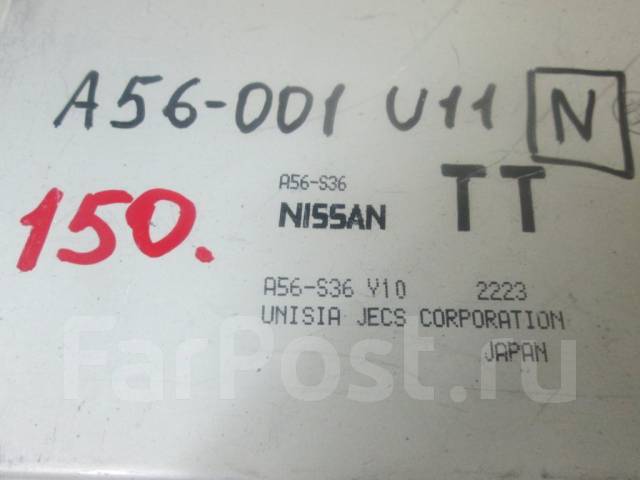 A56-001 U11 N
A56-S36
NISSAN TT
150.
A56-S36 Y10 2223
UNISIA JECS CORPORATION
JAPAN
FarPost.ru